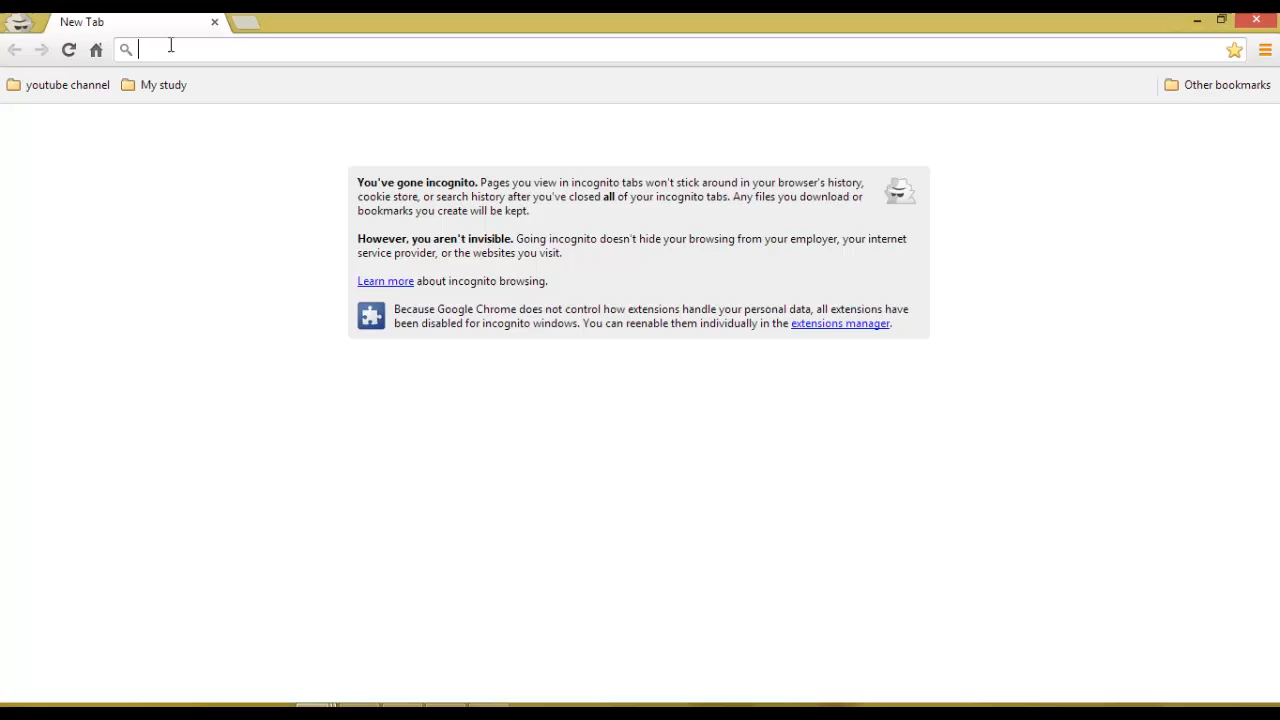 New Tab
youtube channel My study Other bookmarks
You've gone incognito. Pages you view in incognito tabs won't stick around in your browser's history,
cookie store, or search history after you've closed all of your incognito tabs. Any files you download or
bookmarks you create will be kept.
However, you aren't invisible. Going incognito doesn't hide your browsing from your employer, your internet
service provider, or the websites you visit.
Learn more about incognito browsing.
Because Google Chrome does not control how extensions handle your personal data, all extensions have
been disabled for incognito windows. You can reenable them individually in the extensions manager.